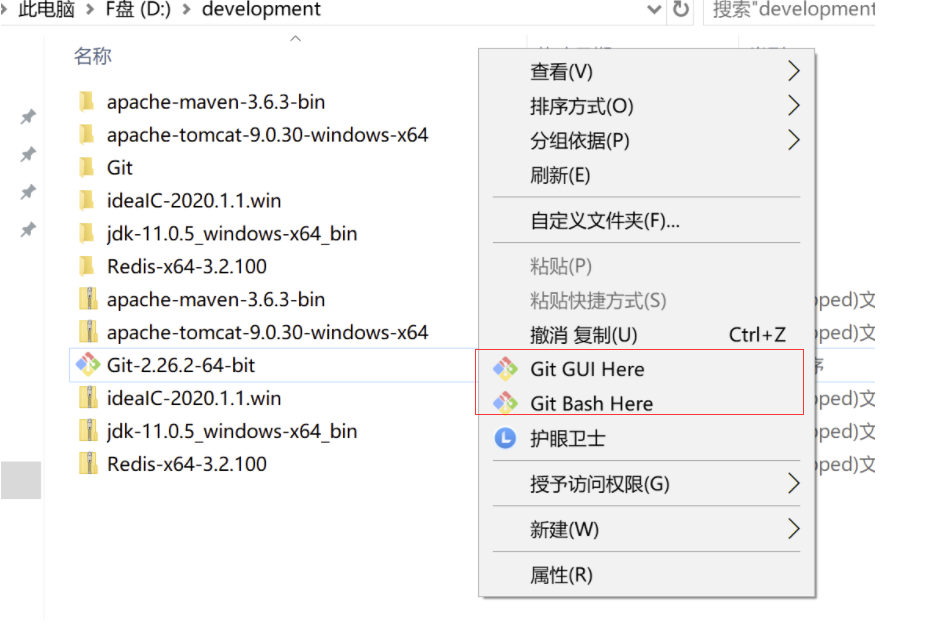 此电脑 > F盘 (D:) > development
搜索"development
名称
apache-maven-3.6.3-bin
apache-tomcat-9.0.30-windows-x64
Git
ideaIC-2020.1.1.win
jdk-11.0.5_windows-x64_bin
Redis-x64-3.2.100
apache-maven-3.6.3-bin
apache-tomcat-9.0.30-windows-x64
Git-2.26.2-64-bit
ideaIC-2020.1.1.win
jdk-11.0.5_windows-x64_bin
Redis-x64-3.2.100
查看(V)
排序方式(O)
分组依据(P)
刷新(E)
自定义文件夹(F)...
粘贴(P)
粘贴快捷方式(S)
撤消 复制(U) Ctrl+Z
Git GUI Here
Git Bash Here
护眼卫士
授予访问权限(G)
新建(W)
属性(R)
pped)文
pped)文
序
pped)文
pped)文
pped)文